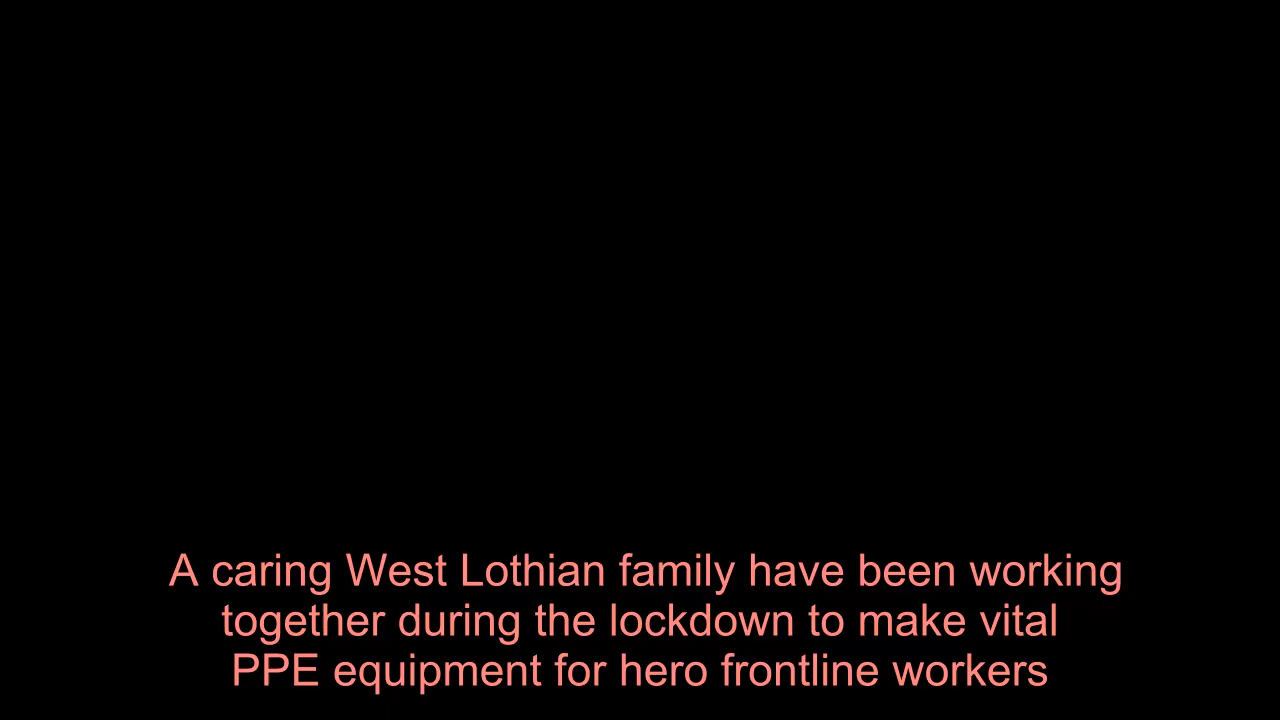 A caring West Lothian family have been working
together during the lockdown to make vital
PPE equipment for hero frontline workers